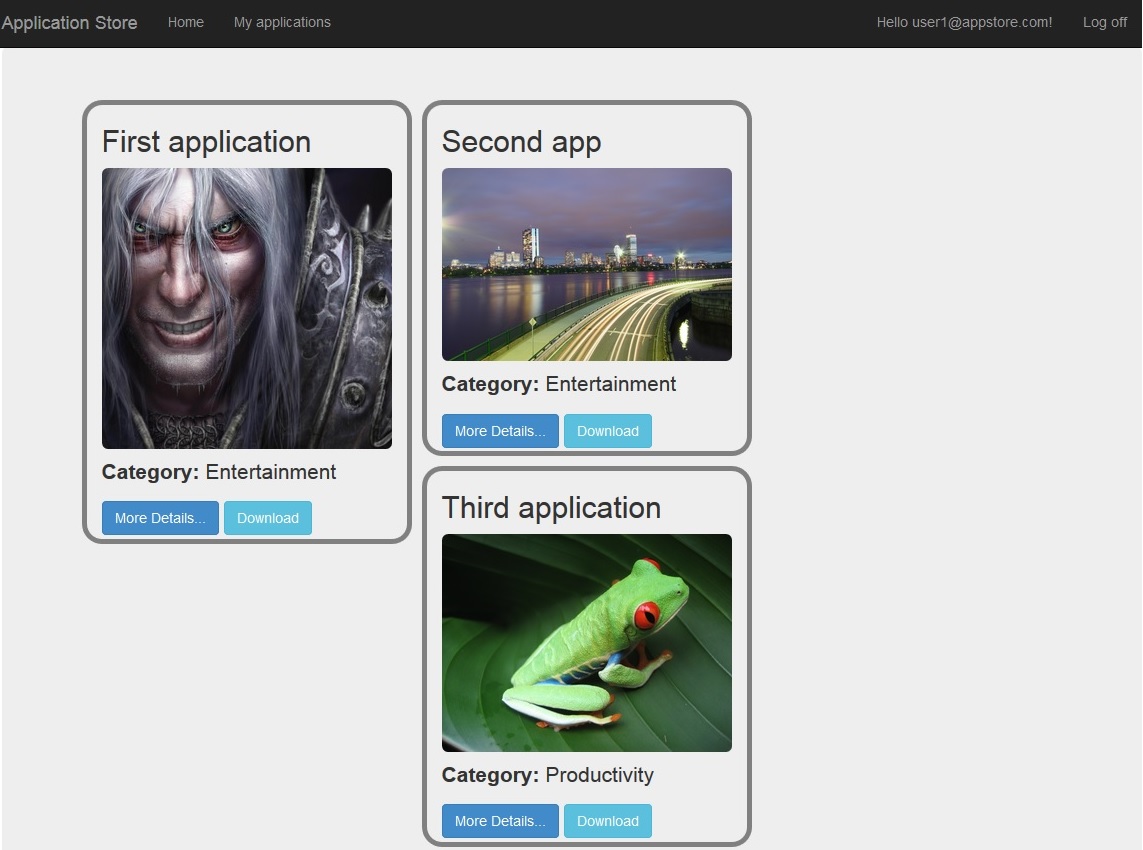 Application Store Home My applications Hello user1@appstore.com! Log off
First application
Category: Entertainment
More Details... Download
Second app
Category: Entertainment
More Details... Download
Third application
Category: Productivity
More Details... Download